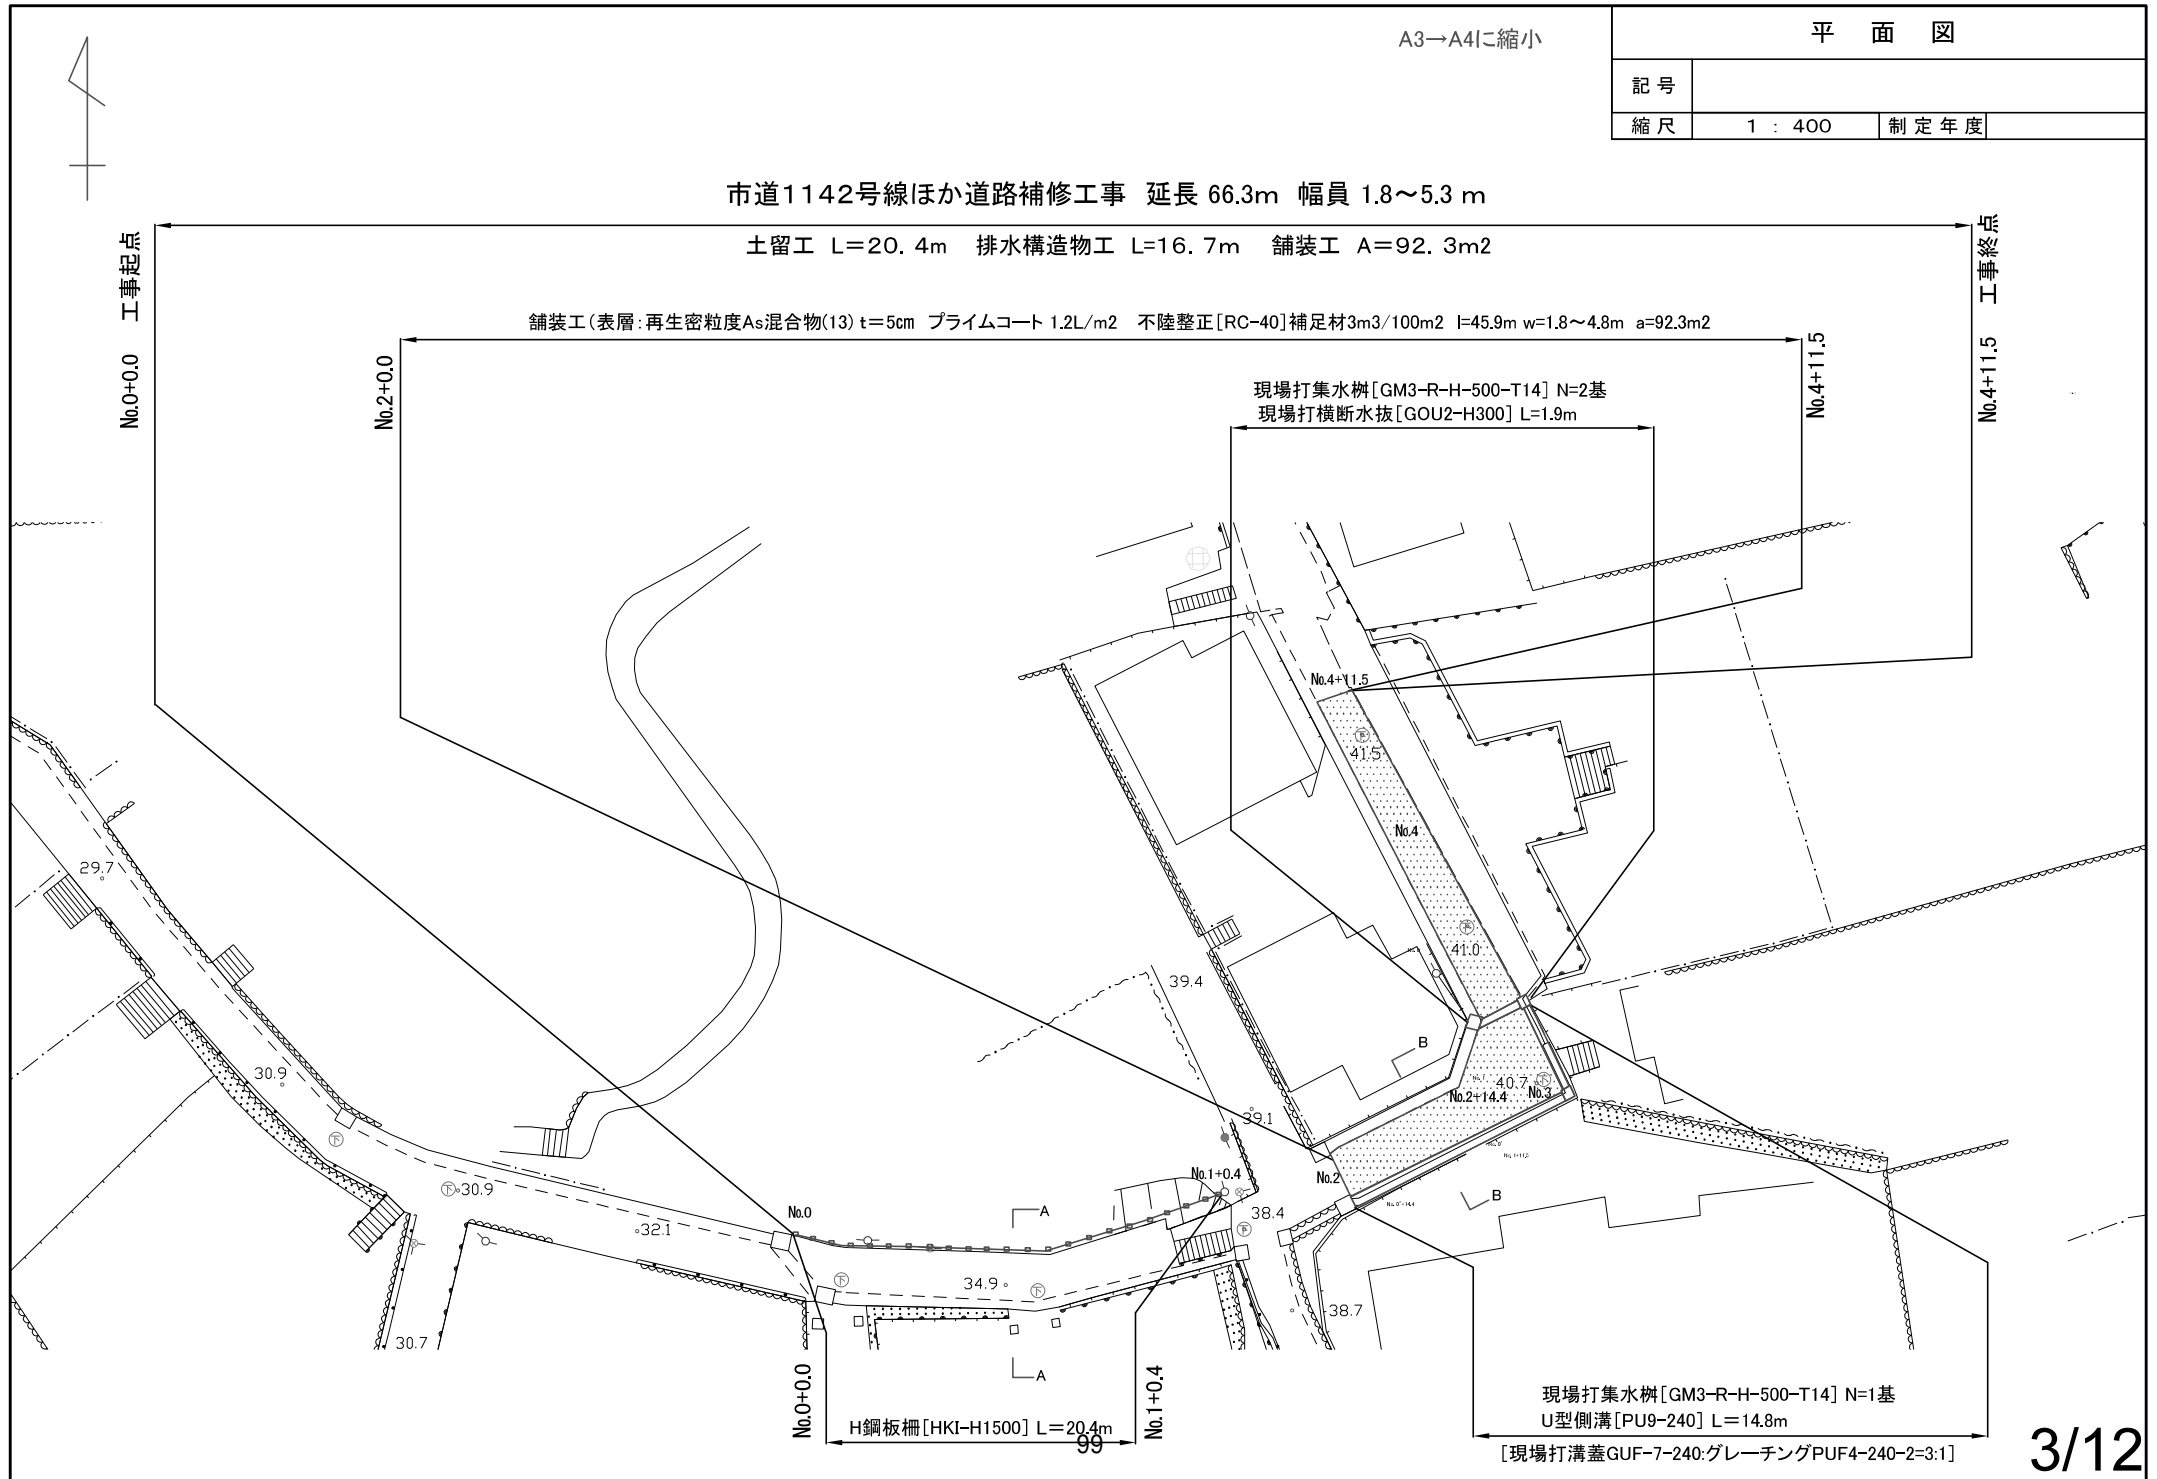 A3→A4に縮小
平 面 図
記 号
縮 尺 1 : 400 制 定 年 度
市道1142号線ほか道路補修工事 延長 66.3m 幅員 1.8～5.3 m
土留工 L=20. 4m 排水構造物工 L=16. 7m 舗装工 A=92. 3m2
No.0+0.0 工事起点
No.4+11.5 工事終点
舗装工(表層:再生密粒度As混合物(13) t=5cm プライムコート 1.2L/m2 不陸整正[RC-40]補足材3m3/100m2 l=45.9m w=1.8～4.8m a=92.3m2
No.2+0.0
No.4+11.5
現場打集水桝[GM3-R-H-500-T14] N=2基
現場打横断水抜[GOU2-H300] L=1.9m
No.4+11.5
下
41.5
No.4
29.7
下
41.0
39.4
30.9
B
40.7
下
No.2+14.4
No.3
39.1
下
下
30.9
No.1+0.4
No.2
B
No.0
A
38.4
下
32.1
34.9
下
下
38.7
30.7
A
No.0+0.0
No.1+0.4
H鋼板柵[HKI-H1500] L=20.4m
99
現場打集水桝[GM3-R-H-500-T14] N=1基
U型側溝[PU9-240] L=14.8m
[現場打溝蓋GUF-7-240:グレーチングPUF4-240-2=3:1]
3/12